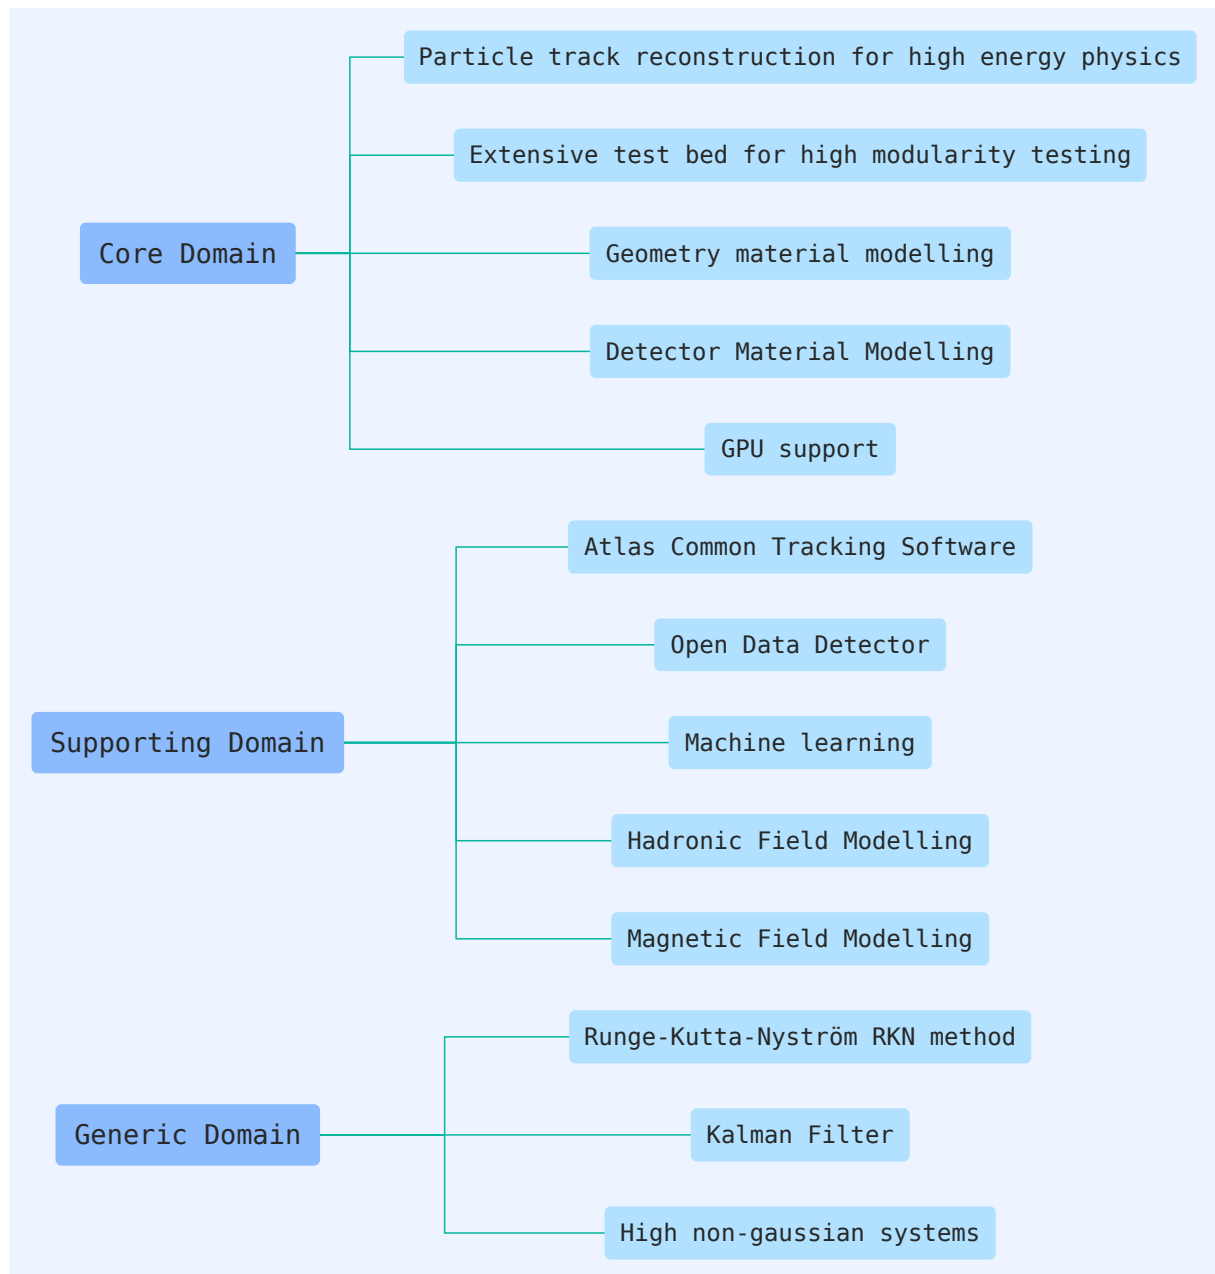 Core Domain
Particle track reconstruction for high energy physics
Extensive test bed for high modularity testing
Geometry material modelling
Detector Material Modelling
GPU support
Supporting Domain
Atlas Common Tracking Software
Open Data Detector
Machine learning
Hadronic Field Modelling
Magnetic Field Modelling
Generic Domain
Runge-Kutta-Nyström RKN method
Kalman Filter
High non-gaussian systems